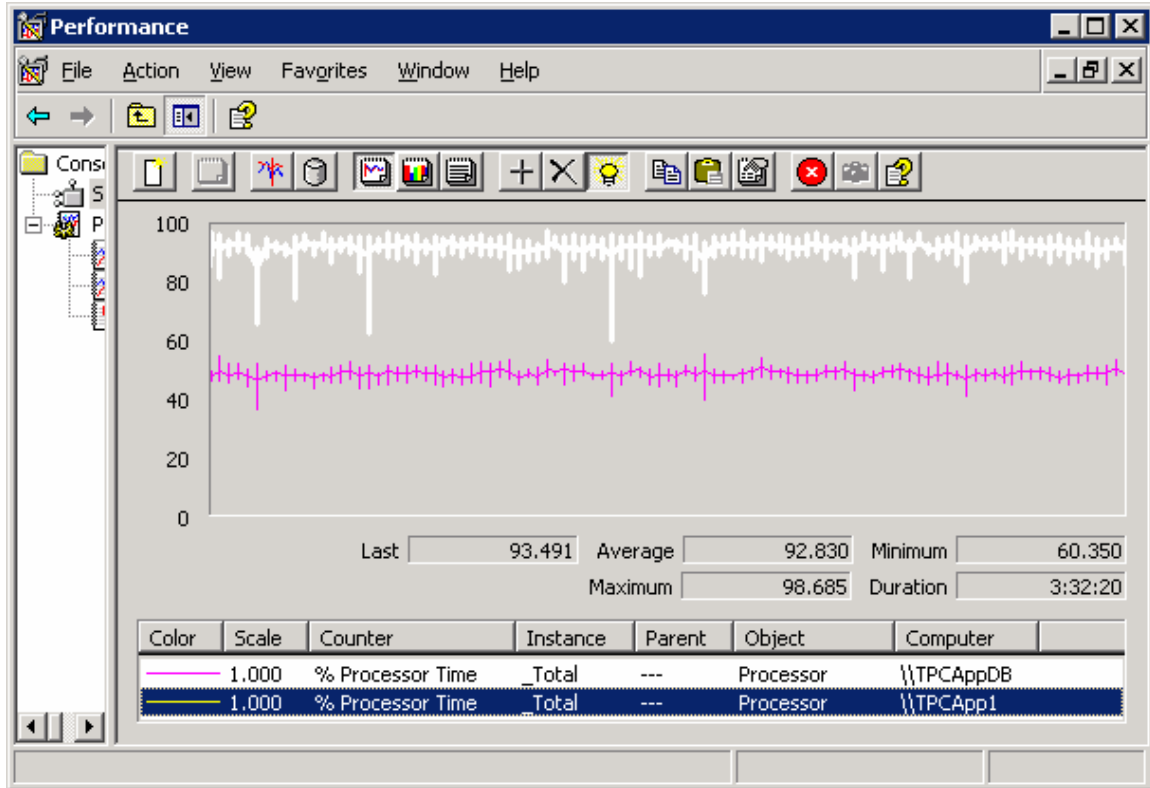 Performance
File Action View Favorites Window Help
Conso
S
P
100
80
60
40
20
0
Last 93.491 Average 92.830 Minimum 60.350
Maximum 98.685 Duration 3:32:20
Color Scale Counter Instance Parent Object Computer
1.000 % Processor Time _Total --- Processor \\TPCAppDB
1.000 % Processor Time _Total --- Processor \\TPCApp1